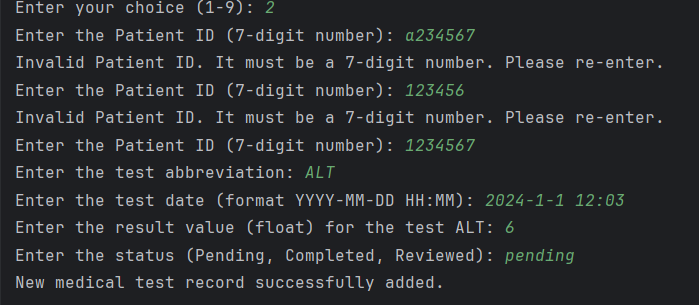 Enter your choice (1-9): 2
Enter the Patient ID (7-digit number): a234567
Invalid Patient ID. It must be a 7-digit number. Please re-enter.
Enter the Patient ID (7-digit number): 123456
Invalid Patient ID. It must be a 7-digit number. Please re-enter.
Enter the Patient ID (7-digit number): 1234567
Enter the test abbreviation: ALT
Enter the test date (format YYYY-MM-DD HH:MM): 2024-1-1 12:03
Enter the result value (float) for the test ALT: 6
Enter the status (Pending, Completed, Reviewed): pending
New medical test record successfully added.